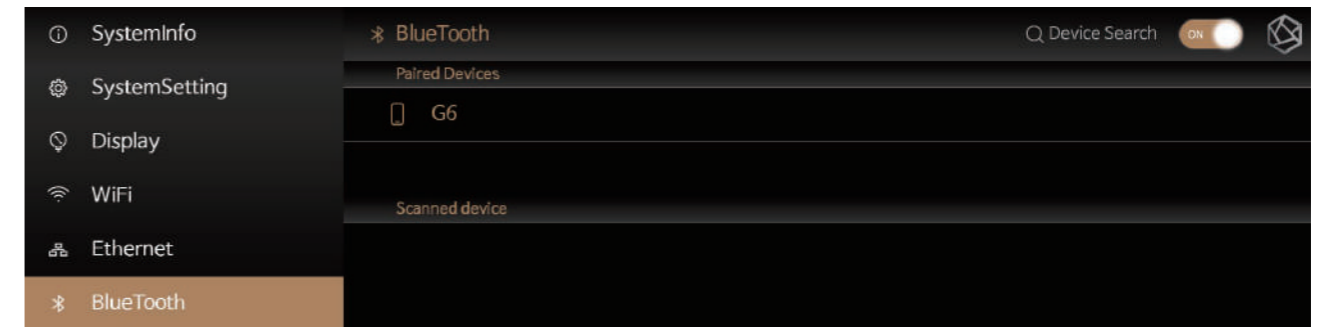 SystemInfo
SystemSetting
Display
WiFi
Ethernet
BlueTooth
BlueTooth
Device Search
ON
Paired Devices
G6
Scanned device